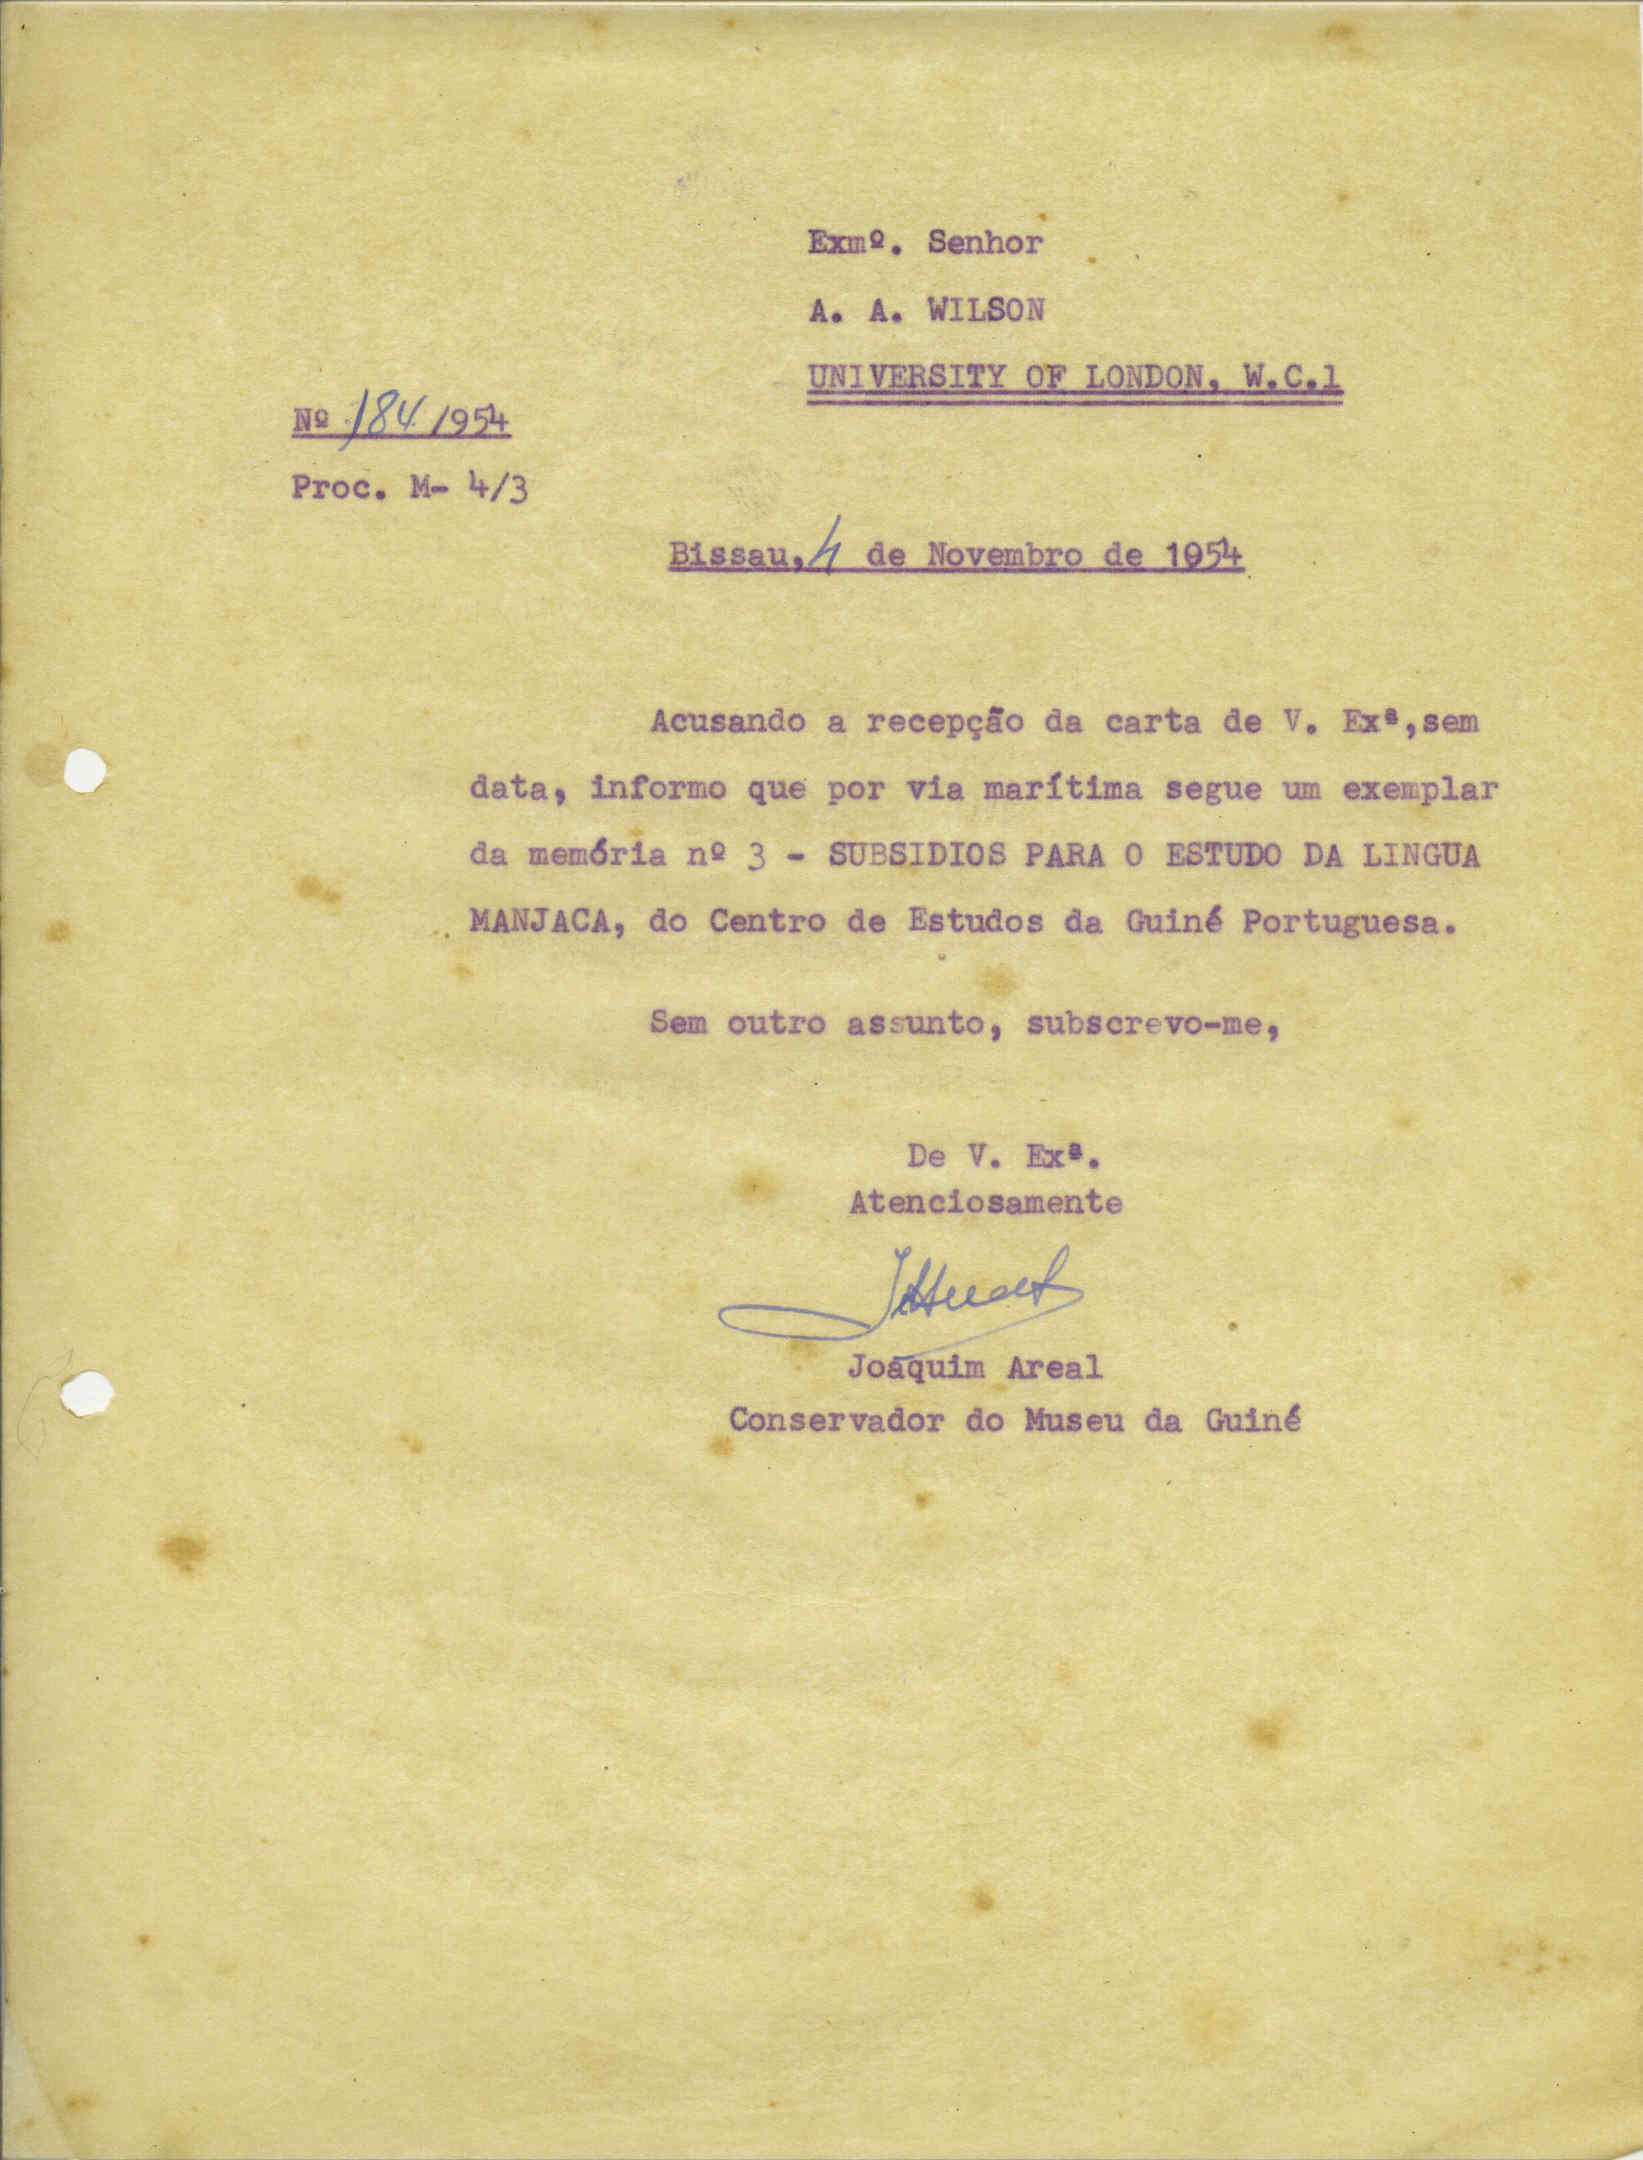 Exmº. Senhor
A. A. WILSON
UNIVERSITY OF LONDON, W.C.1
Nº 184/1954
Proc. M- 4/3
Bissau, 4 de Novembro de 1954
Acusando a recepção da carta de V. Exª,sem
data, informo que por via marítima segue um exemplar
da memória nº 3 - SUBSIDIOS PARA O ESTUDO DA LINGUA
MANJACA, do Centro de Estudos da Guiné Portuguesa.
Sem outro assunto, subscrevo-me,
De V. Exª.
Atenciosamente
Joaquim Areal
Conservador do Museu da Guiné